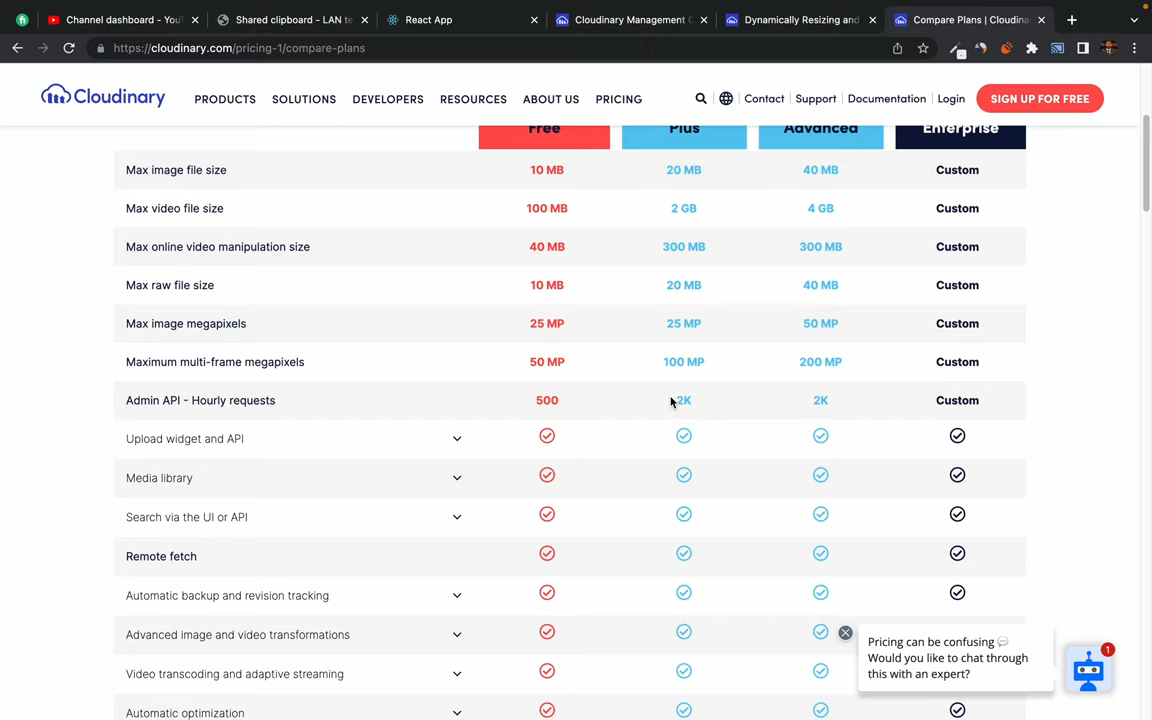 Channel dashboard - YouT
Shared clipboard - LAN te
React App
Cloudinary Management C
Dynamically Resizing and
Compare Plans | Cloudina
https://cloudinary.com/pricing-1/compare-plans
Cloudinary
PRODUCTS SOLUTIONS DEVELOPERS RESOURCES ABOUT US PRICING
Contact Support Documentation Login SIGN UP FOR FREE
Free Plus Advanced Enterprise
Max image file size 10 MB 20 MB 40 MB Custom
Max video file size 100 MB 2 GB 4 GB Custom
Max online video manipulation size 40 MB 300 MB 300 MB Custom
Max raw file size 10 MB 20 MB 40 MB Custom
Max image megapixels 25 MP 25 MP 50 MP Custom
Maximum multi-frame megapixels 50 MP 100 MP 200 MP Custom
Admin API - Hourly requests 500 2K 2K Custom
Upload widget and API
Media library
Search via the UI or API
Remote fetch
Automatic backup and revision tracking
Advanced image and video transformations
Video transcoding and adaptive streaming
Automatic optimization
Pricing can be confusing 💬
Would you like to chat through
this with an expert?
1